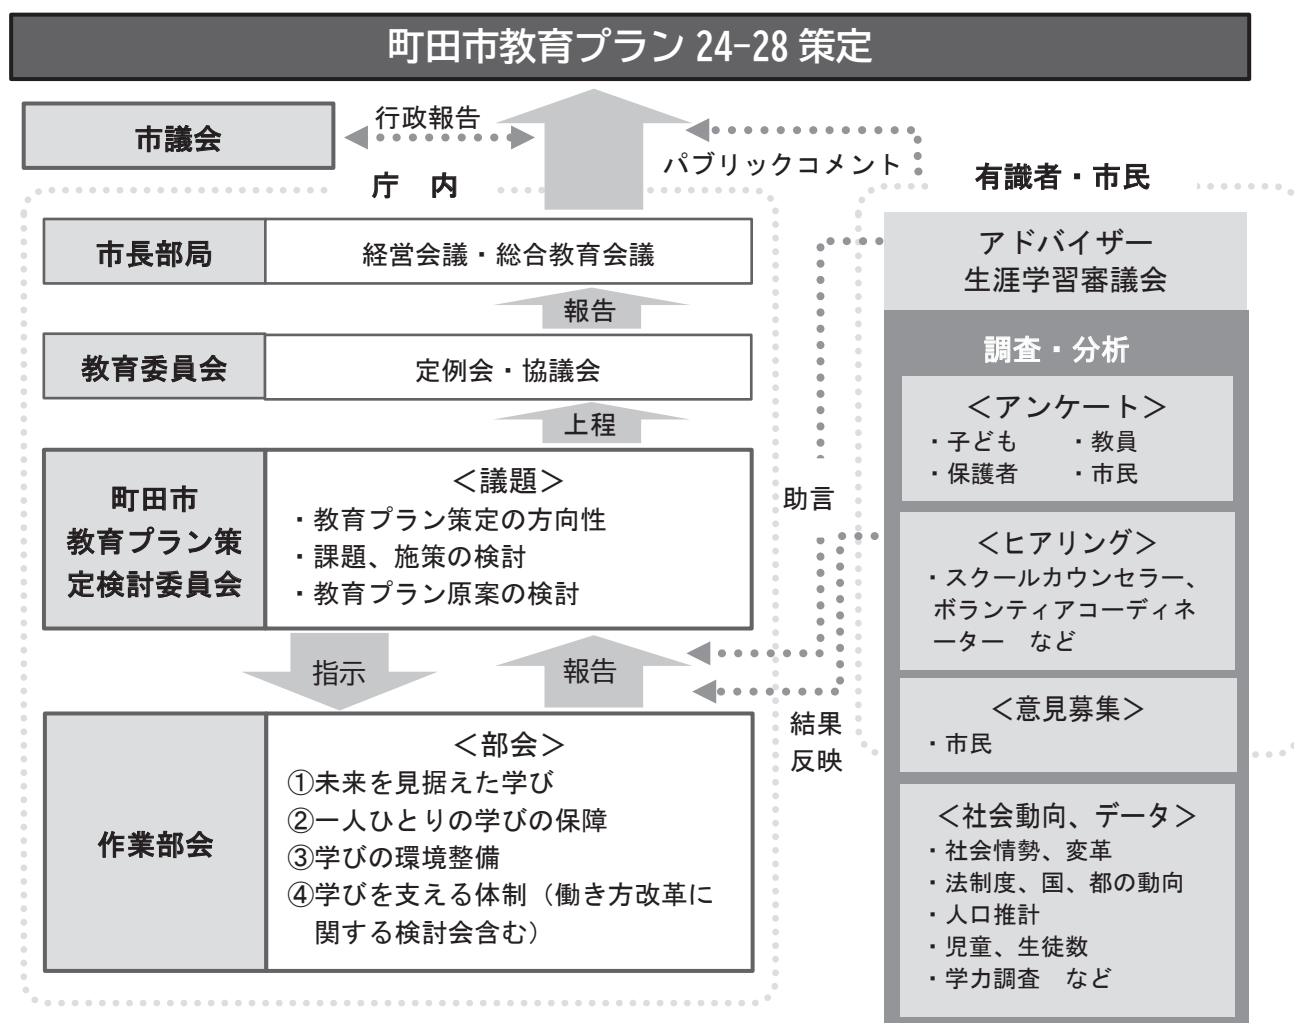 町田市教育プラン 24-28 策定
市議会
行政報告
パブリックコメント
庁　内
市長部局
経営会議・総合教育会議
報告
教育委員会
定例会・協議会
上程
町田市
教育プラン策
定検討委員会
＜議題＞
・教育プラン策定の方向性
・課題、施策の検討
・教育プラン原案の検討
指示
報告
作業部会
＜部会＞
①未来を見据えた学び
②一人ひとりの学びの保障
③学びの環境整備
④学びを支える体制（働き方改革に
関する検討会含む）
助言
結果
反映
有識者・市民
アドバイザー
生涯学習審議会
調査・分析
＜アンケート＞
・子ども　　・教員
・保護者　　・市民
＜ヒアリング＞
・スクールカウンセラー、
ボランティアコーディネ
ーター　など
＜意見募集＞
・市民
＜社会動向、データ＞
・社会情勢、変革
・法制度、国、都の動向
・人口推計
・児童、生徒数
・学力調査　など